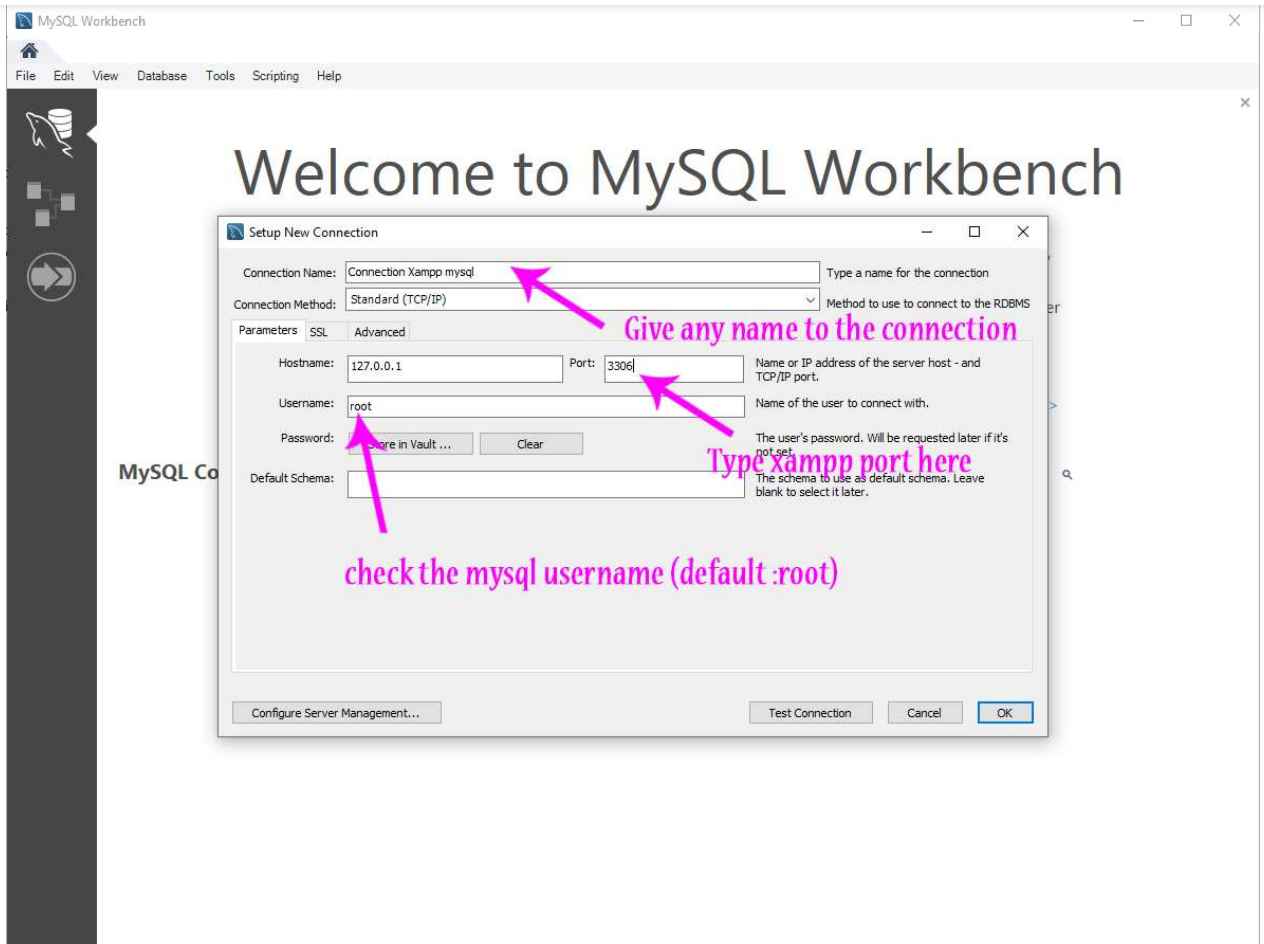 MySQL Workbench
File Edit View Database Tools Scripting Help
Welcome to MySQL Workbench
Setup New Connection
Connection Name: Connection Xampp mysql Type a name for the connection
Connection Method: Standard (TCP/IP) Method to use to connect to the RDBMS
er
Give any name to the connection
Parameters SSL Advanced
Hostname: 127.0.0.1 Port: 3306 Name or IP address of the server host - and
TCP/IP port.
Username: root Name of the user to connect with.
>
Password: Store in Vault ... Clear The user's password. Will be requested later if it's
not set.
Type xampp port here
MySQL Co
Default Schema: The schema to use as default schema. Leave
blank to select it later.
check the mysql username (default :root)
Configure Server Management... Test Connection Cancel OK